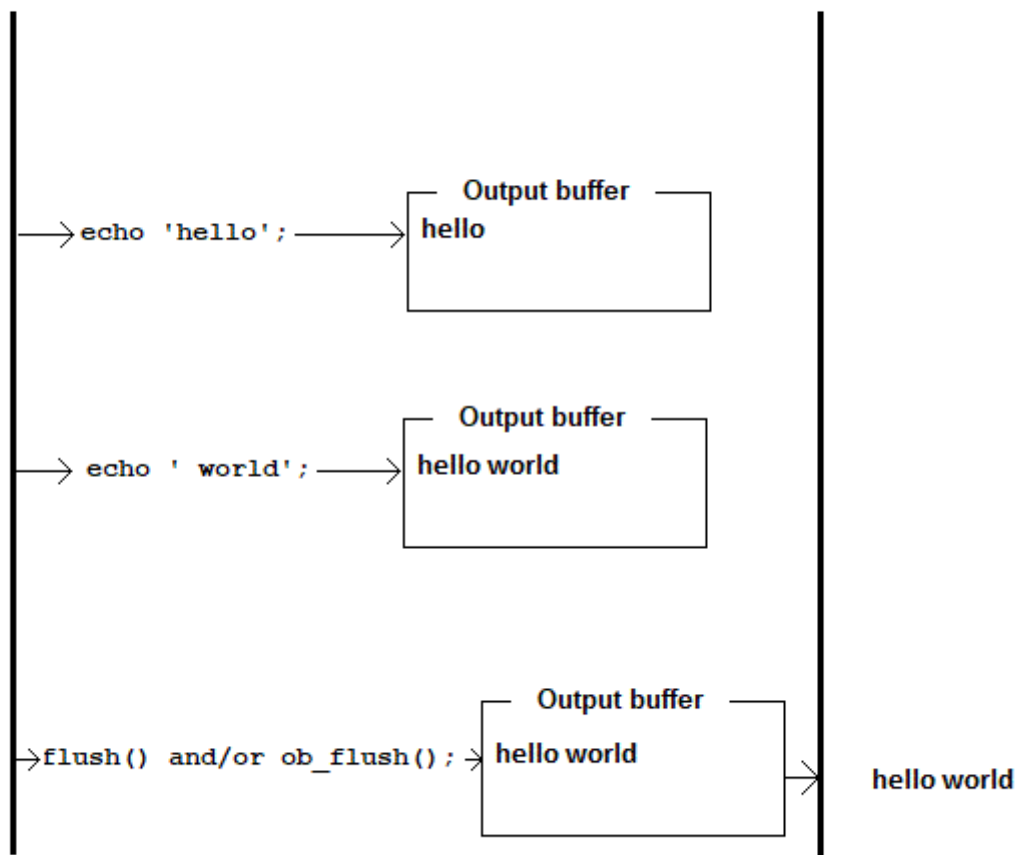 Output buffer
echo 'hello';
hello
Output buffer
echo ' world';
hello world
Output buffer
flush() and/or ob_flush();
hello world
hello world